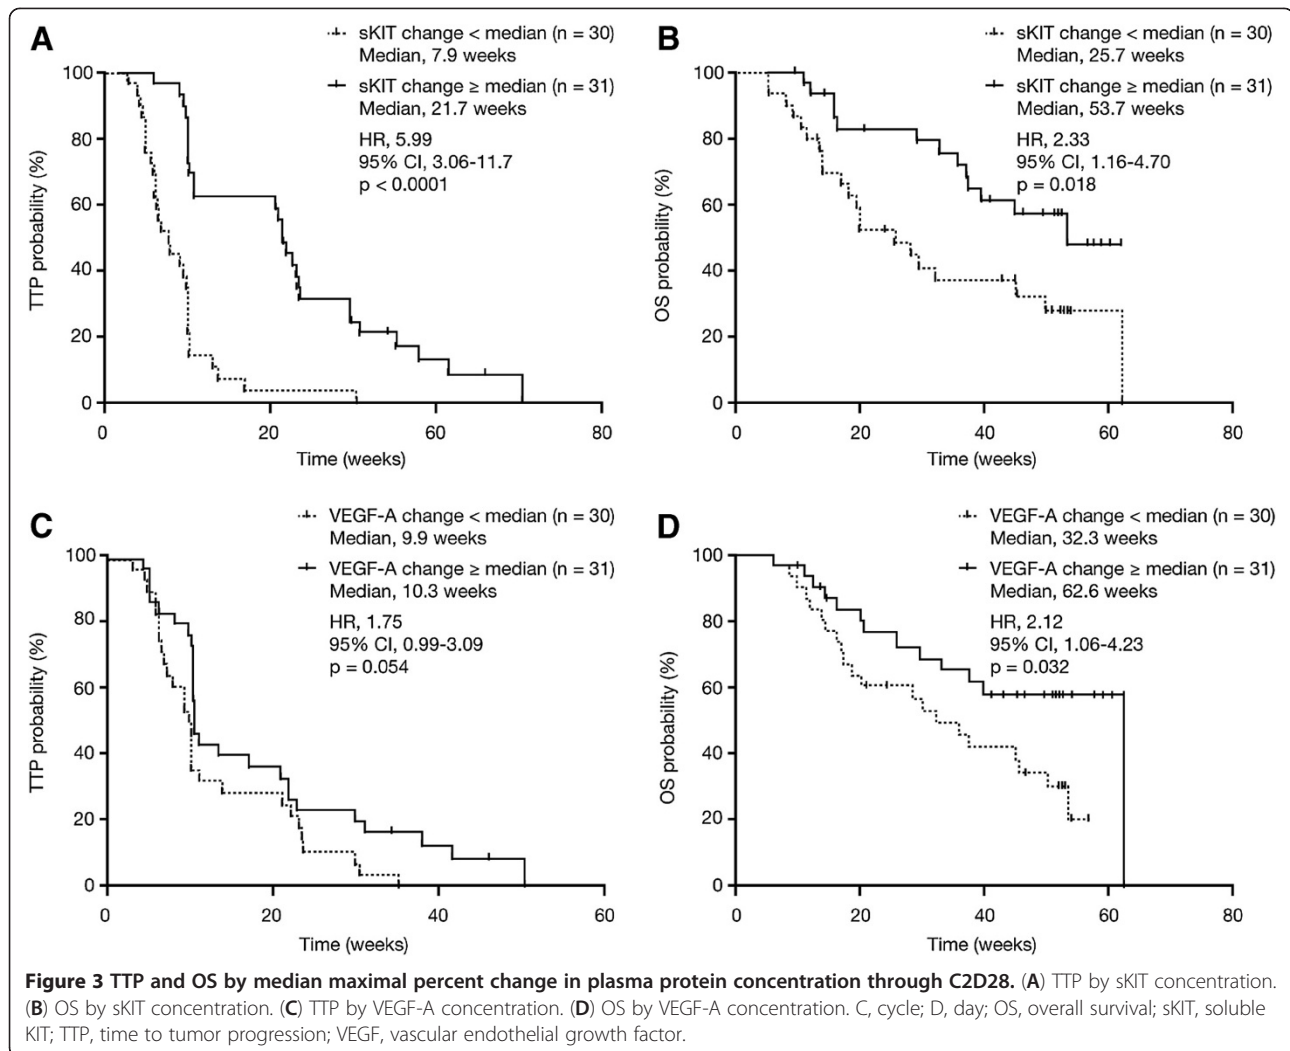 A
sKIT change < median (n = 30)
Median, 7.9 weeks
sKIT change ≥ median (n = 31)
Median, 21.7 weeks
HR, 5.99
95% CI, 3.06-11.7
p < 0.0001
TTP probability (%)
100
80
60
40
20
0
0
20
60
80
Time (weeks)
B
sKIT change < median (n = 30)
Median, 25.7 weeks
sKIT change ≥ median (n = 31)
Median, 53.7 weeks
HR, 2.33
95% CI, 1.16-4.70
p = 0.018
OS probability (%)
100
80
60
40
20
0
0
20
40
60
80
Time (weeks)
C
VEGF-A change < median (n = 30)
Median, 9.9 weeks
VEGF-A change ≥ median (n = 31)
Median, 10.3 weeks
HR, 1.75
95% CI, 0.99-3.09
p = 0.054
TTP probability (%)
100
80
60
40
20
0
0
20
40
60
Time (weeks)
D
VEGF-A change < median (n = 30)
Median, 32.3 weeks
VEGF-A change ≥ median (n = 31)
Median, 62.6 weeks
HR, 2.12
95% CI, 1.06-4.23
p = 0.032
OS probability (%)
100
80
60
40
20
0
0
20
40
60
80
Time (weeks)
Figure 3 TTP and OS by median maximal percent change in plasma protein concentration through C2D28. (A) TTP by sKIT concentration.
(B) OS by sKIT concentration. (C) TTP by VEGF-A concentration. (D) OS by VEGF-A concentration. C, cycle; D, day; OS, overall survival; sKIT, soluble
KIT; TTP, time to tumor progression; VEGF, vascular endothelial growth factor.